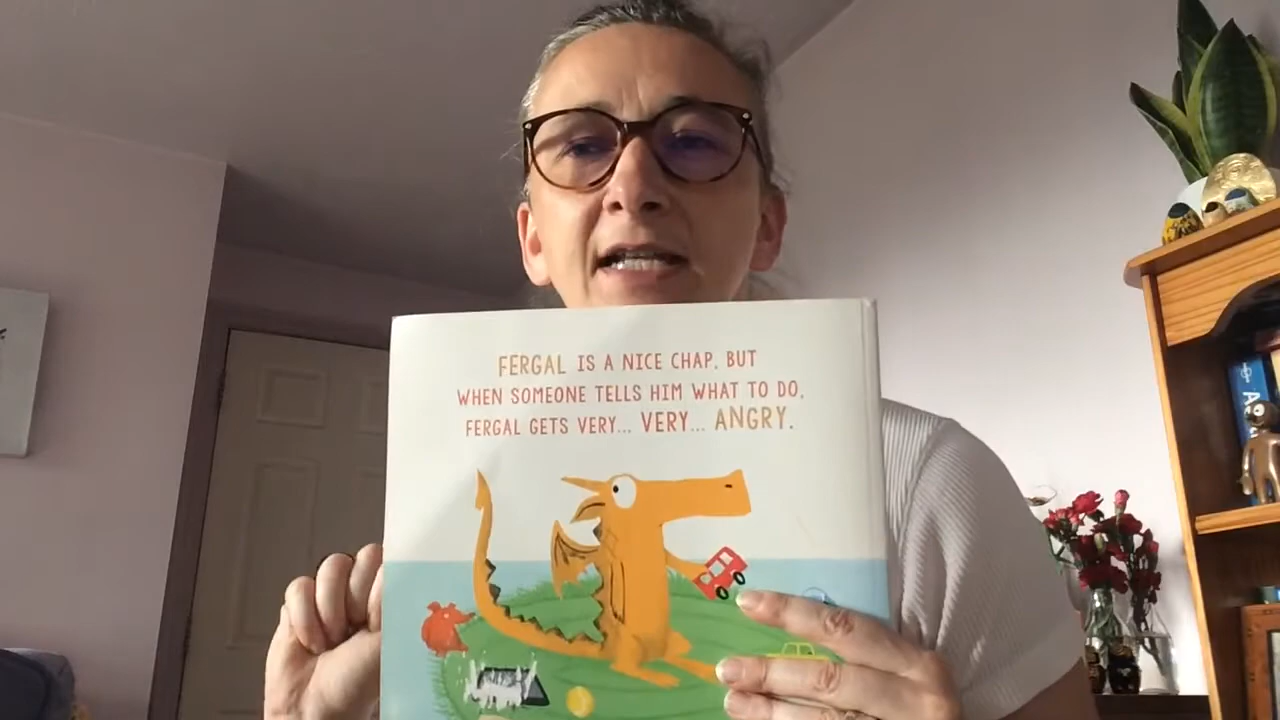 FERGAL IS A NICE CHAP, BUT
WHEN SOMEONE TELLS HIM WHAT TO DO,
FERGAL GETS VERY... VERY... ANGRY.